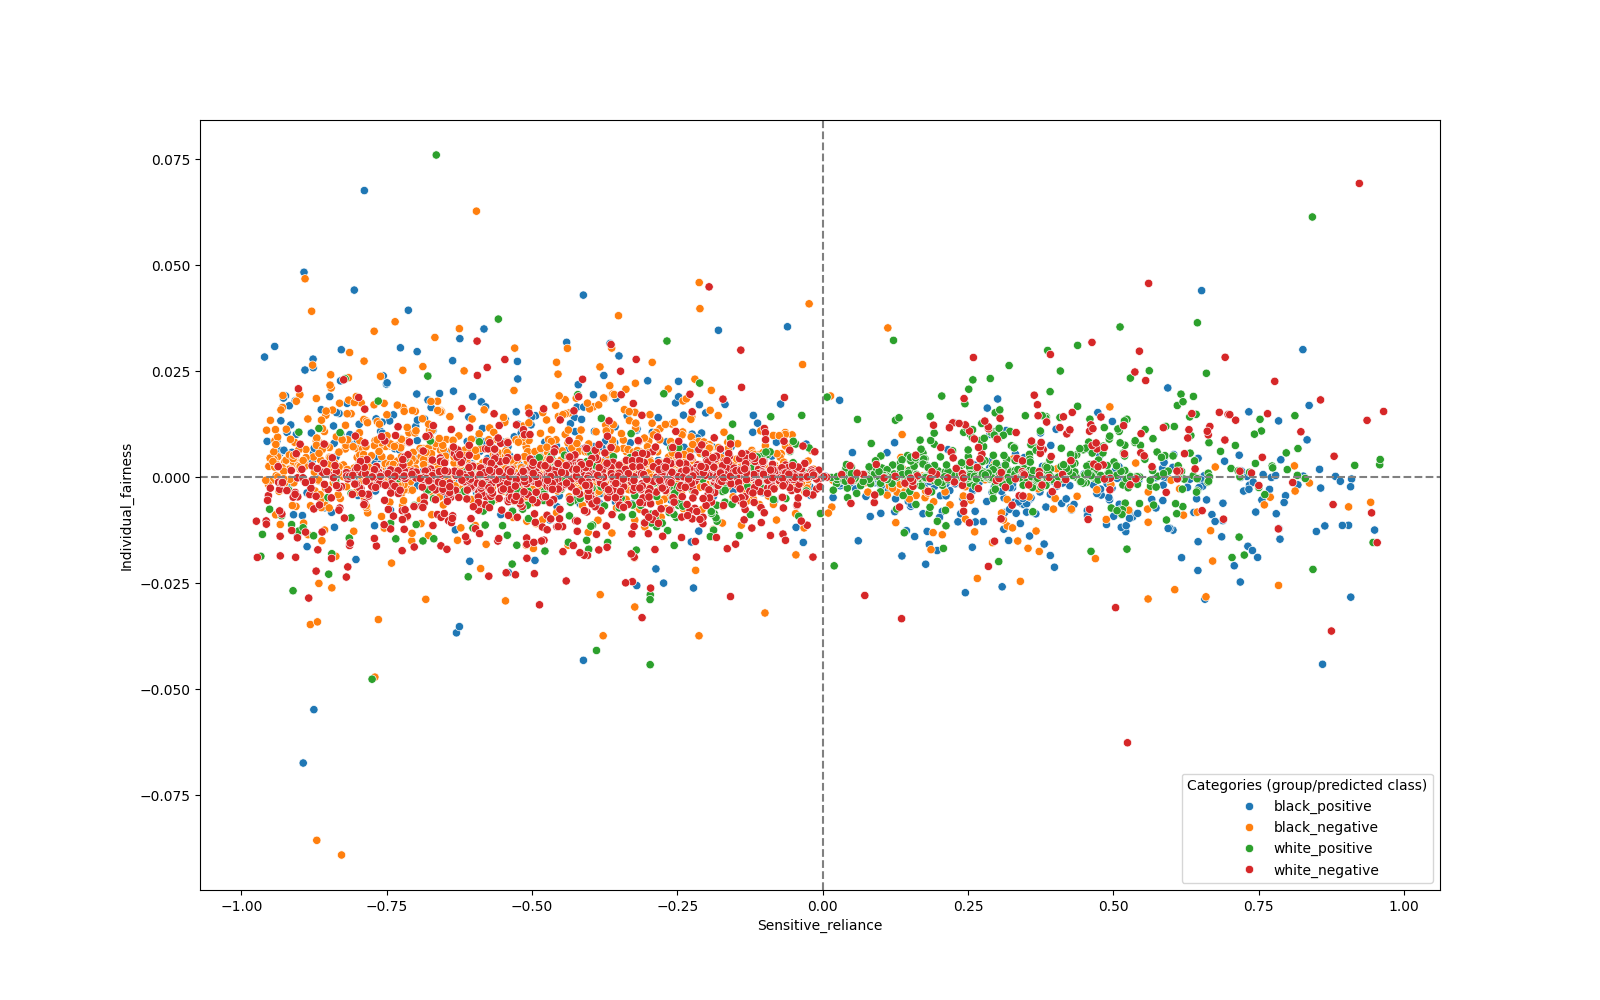 0.075
0.050
0.025
0.000
−0.025
−0.050
−0.075
Individual_fairness
−1.00 −0.75 −0.50 −0.25 0.00 0.25 0.50 0.75 1.00
Sensitive_reliance
Categories (group/predicted class)
black_positive
black_negative
white_positive
white_negative